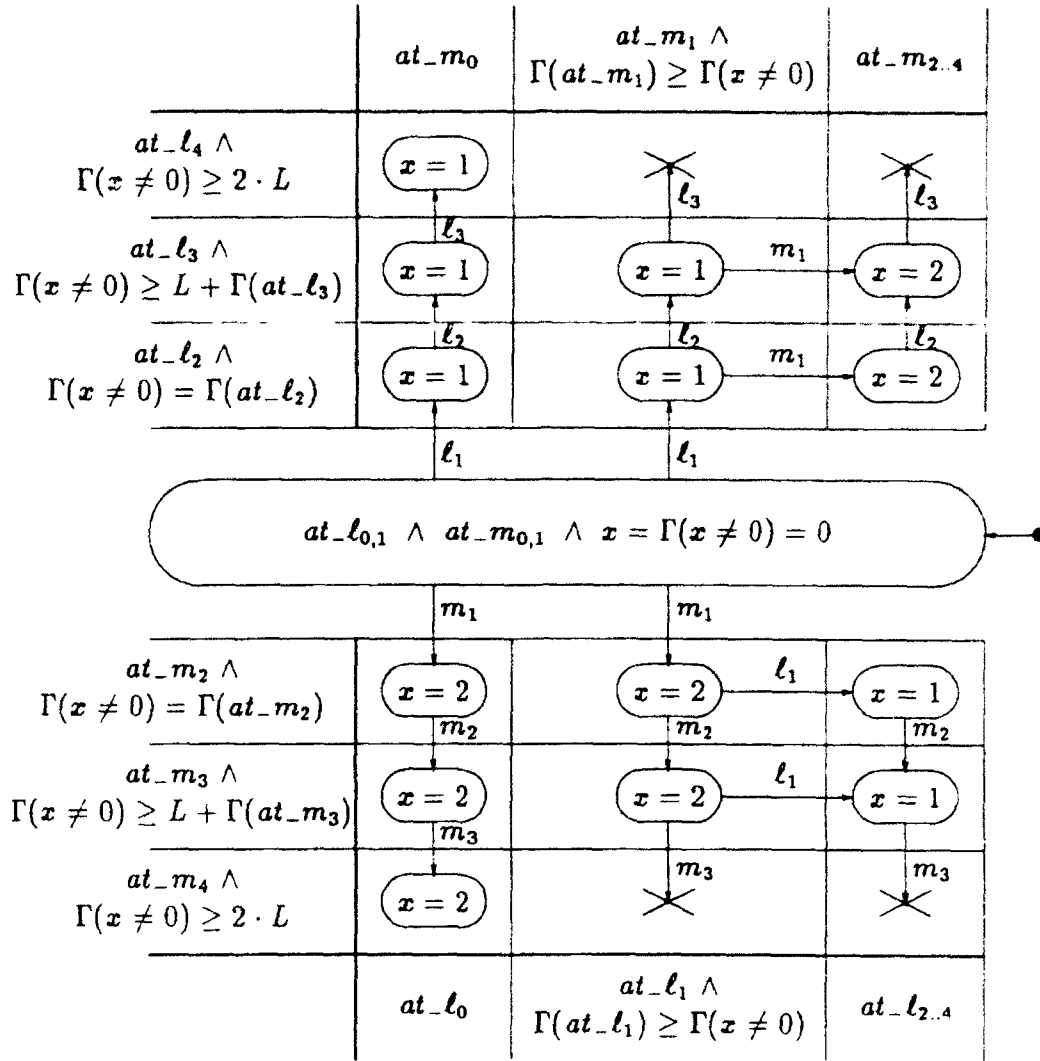 at_m₀
at_m₁ ∧
Γ(at_m₁) ≥ Γ(x ≠ 0)
at_m₂..₄
at_ℓ₄ ∧
Γ(x ≠ 0) ≥ 2 · L
x = 1
ℓ₃
ℓ₃
ℓ₃
at_ℓ₃ ∧
Γ(x ≠ 0) ≥ L + Γ(at_ℓ₃)
x = 1
x = 1
m₁
x = 2
ℓ₂
ℓ₂
ℓ₂
at_ℓ₂ ∧
Γ(x ≠ 0) = Γ(at_ℓ₂)
x = 1
x = 1
m₁
x = 2
ℓ₁
ℓ₁
at_ℓ₀,₁ ∧ at_m₀,₁ ∧ x = Γ(x ≠ 0) = 0
m₁
m₁
at_m₂ ∧
Γ(x ≠ 0) = Γ(at_m₂)
x = 2
x = 2
ℓ₁
x = 1
m₂
m₂
m₂
at_m₃ ∧
Γ(x ≠ 0) ≥ L + Γ(at_m₃)
x = 2
x = 2
ℓ₁
x = 1
m₃
m₃
m₃
at_m₄ ∧
Γ(x ≠ 0) ≥ 2 · L
x = 2
at_ℓ₀
at_ℓ₁ ∧
Γ(at_ℓ₁) ≥ Γ(x ≠ 0)
at_ℓ₂..₄